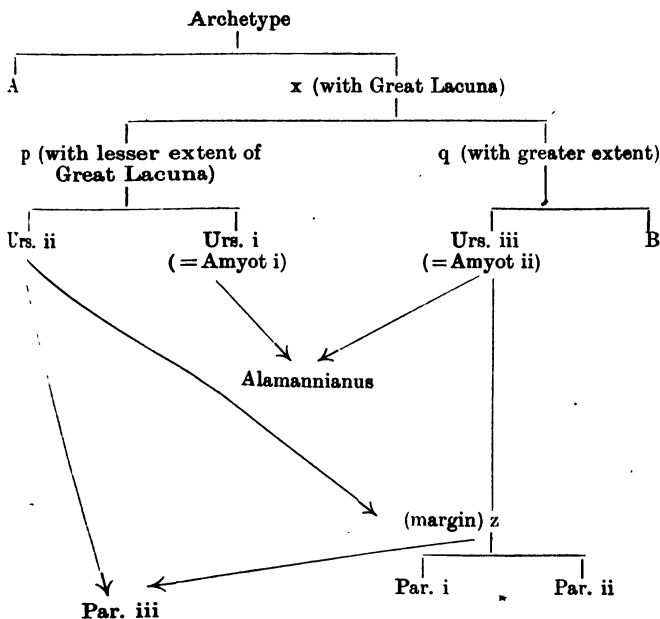 Archetype
A
x (with Great Lacuna)
p (with lesser extent of
Great Lacuna)
q (with greater extent)
Urs. ii
Urs. i
(=Amyot i)
Urs. iii
(=Amyot ii)
B
Alamannianus
(margin) z
Par. iii
Par. i
Par. ii